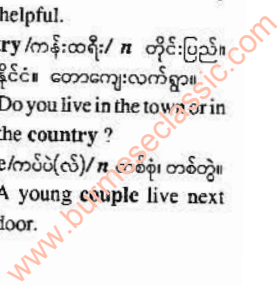 helpful.
ry /ကန်းထရီး/ n တိုင်းပြည်။
နိုင်ငံ။ တောကျေးလက်ရွာ။
Do you live in the town or in
the country ?
e/ကပ်ပဲ(လ်)/ n တစ်စုံ၊ တစ်တွဲ။
A young couple live next
door.
www.burmeseclassic.com